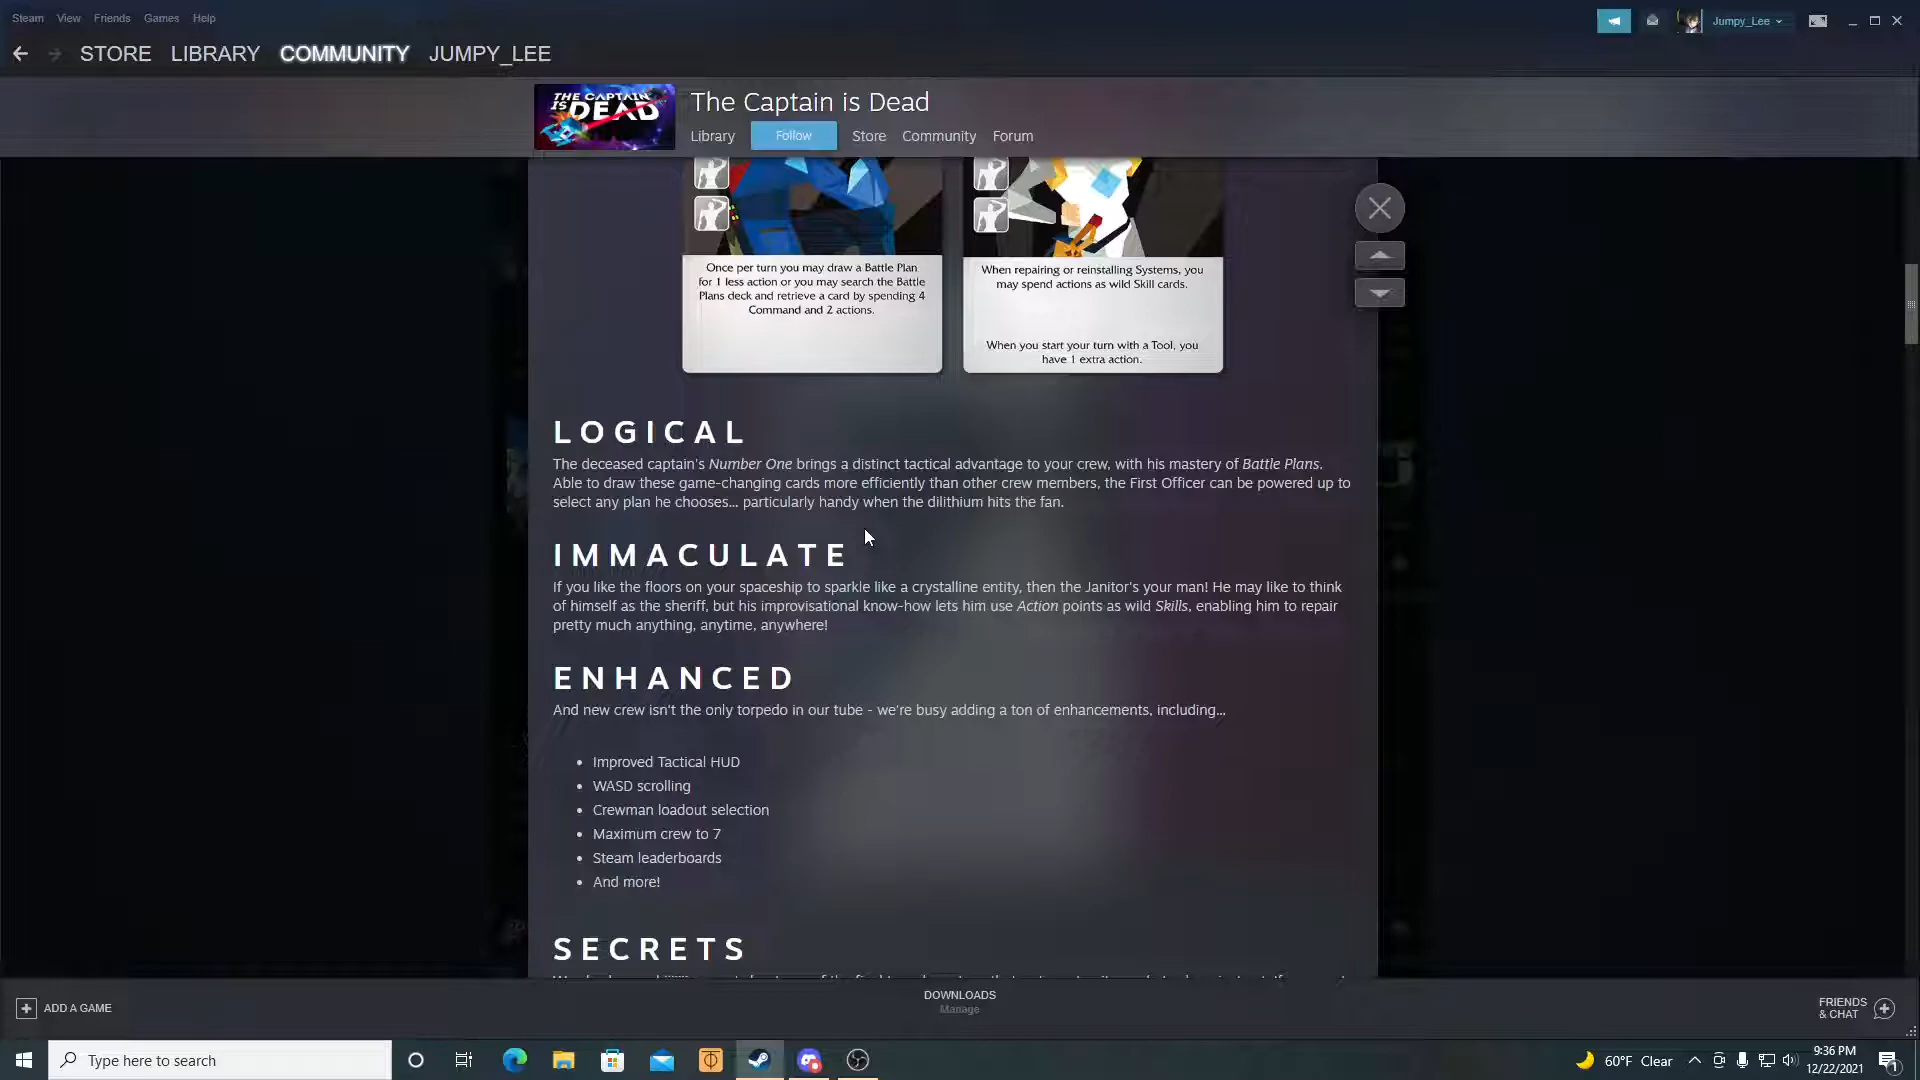 Steam View Friends Games Help
Jumpy_Lee
STORE LIBRARY COMMUNITY JUMPY_LEE
THE CAPTAIN
IS DEAD
The Captain is Dead
Library Follow Store Community Forum
Once per turn you may draw a Battle Plan
for 1 less action or you may search the Battle
Plans deck and retrieve a card by spending 4
Command and 2 actions.
When repairing or reinstalling Systems, you
may spend actions as wild Skill cards.
When you start your turn with a Tool, you
have 1 extra action.
LOGICAL
The deceased captain's Number One brings a distinct tactical advantage to your crew, with his mastery of Battle Plans.
Able to draw these game-changing cards more efficiently than other crew members, the First Officer can be powered up to
select any plan he chooses... particularly handy when the dilithium hits the fan.
IMMACULATE
If you like the floors on your spaceship to sparkle like a crystalline entity, then the Janitor's your man! He may like to think
of himself as the sheriff, but his improvisational know-how lets him use Action points as wild Skills, enabling him to repair
pretty much anything, anytime, anywhere!
ENHANCED
And new crew isn't the only torpedo in our tube - we're busy adding a ton of enhancements, including...
• Improved Tactical HUD
• WASD scrolling
• Crewman loadout selection
• Maximum crew to 7
• Steam leaderboards
• And more!
SECRETS
ADD A GAME
DOWNLOADS
Manage
FRIENDS
& CHAT
Type here to search
60°F Clear
9:36 PM
12/22/2021
1